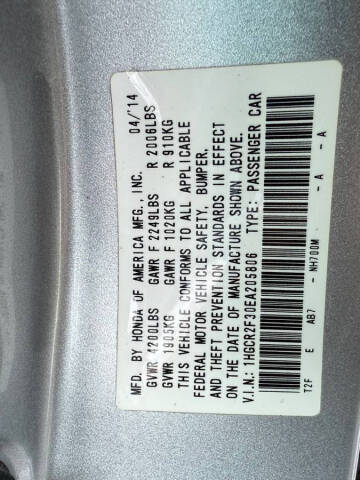 MFD. BY HONDA OF AMERICA MFG., INC. 04/'14
GVWR 4200LBS GAWR F 2249LBS R 2006LBS
GVWR 1905KG GAWR F 1020KG R 910KG
THIS VEHICLE CONFORMS TO ALL APPLICABLE
FEDERAL MOTOR VEHICLE SAFETY, BUMPER,
AND THEFT PREVENTION STANDARDS IN EFFECT
ON THE DATE OF MANUFACTURE SHOWN ABOVE.
V.I.N.: 1HGCR2F30EA205806 TYPE: PASSENGER CAR
T2F E AB7 - NH700M - A - A